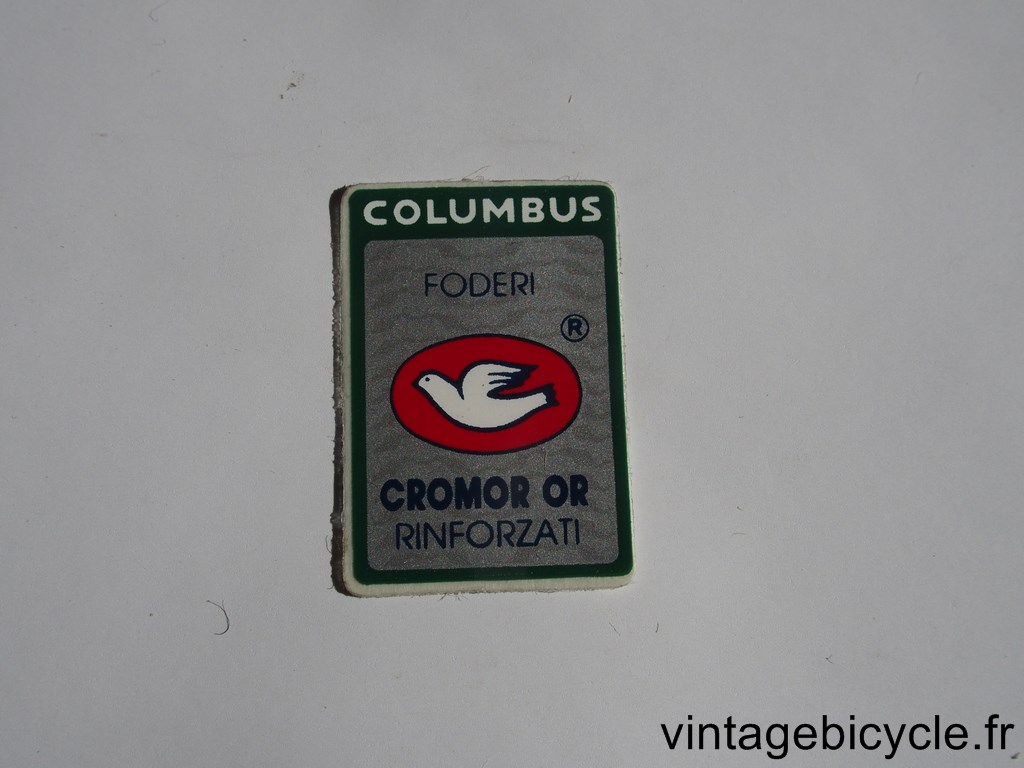 COLUMBUS
FODERI
®
CROMOR OR
RINFORZATI
vintagebicycle.fr